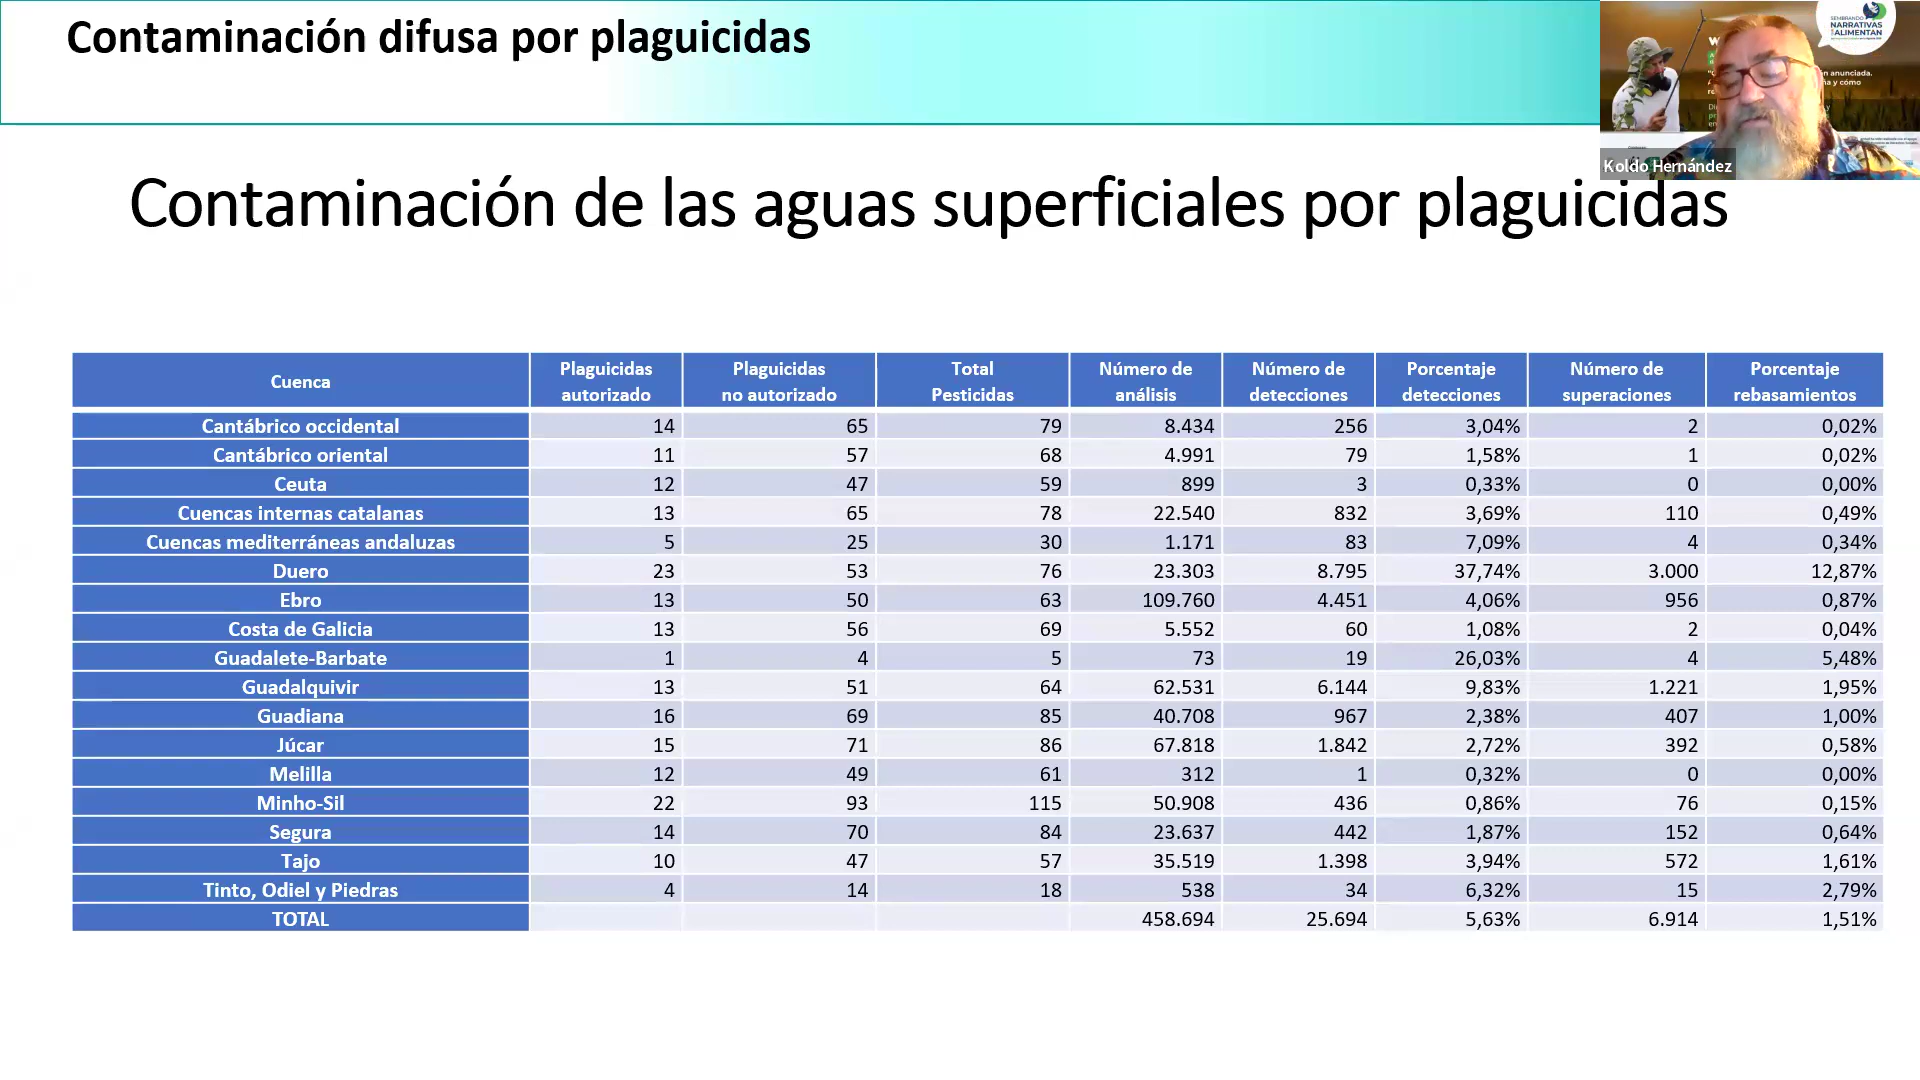 Contaminación difusa por plaguicidas
SEMBRANDO
NARRATIVAS
ALIMENTAN
n anunciada.
ña y cómo
Koldo Hernández
Contaminación de las aguas superficiales por plaguicidas
Cuenca Plaguicidas autorizado Plaguicidas no autorizado Total Pesticidas Número de análisis Número de detecciones Porcentaje detecciones Número de superaciones Porcentaje rebasamientos
Cantábrico occidental 14 65 79 8.434 256 3,04% 2 0,02%
Cantábrico oriental 11 57 68 4.991 79 1,58% 1 0,02%
Ceuta 12 47 59 899 3 0,33% 0 0,00%
Cuencas internas catalanas 13 65 78 22.540 832 3,69% 110 0,49%
Cuencas mediterráneas andaluzas 5 25 30 1.171 83 7,09% 4 0,34%
Duero 23 53 76 23.303 8.795 37,74% 3.000 12,87%
Ebro 13 50 63 109.760 4.451 4,06% 956 0,87%
Costa de Galicia 13 56 69 5.552 60 1,08% 2 0,04%
Guadalete-Barbate 1 4 5 73 19 26,03% 4 5,48%
Guadalquivir 13 51 64 62.531 6.144 9,83% 1.221 1,95%
Guadiana 16 69 85 40.708 967 2,38% 407 1,00%
Júcar 15 71 86 67.818 1.842 2,72% 392 0,58%
Melilla 12 49 61 312 1 0,32% 0 0,00%
Minho-Sil 22 93 115 50.908 436 0,86% 76 0,15%
Segura 14 70 84 23.637 442 1,87% 152 0,64%
Tajo 10 47 57 35.519 1.398 3,94% 572 1,61%
Tinto, Odiel y Piedras 4 14 18 538 34 6,32% 15 2,79%
TOTAL 458.694 25.694 5,63% 6.914 1,51%